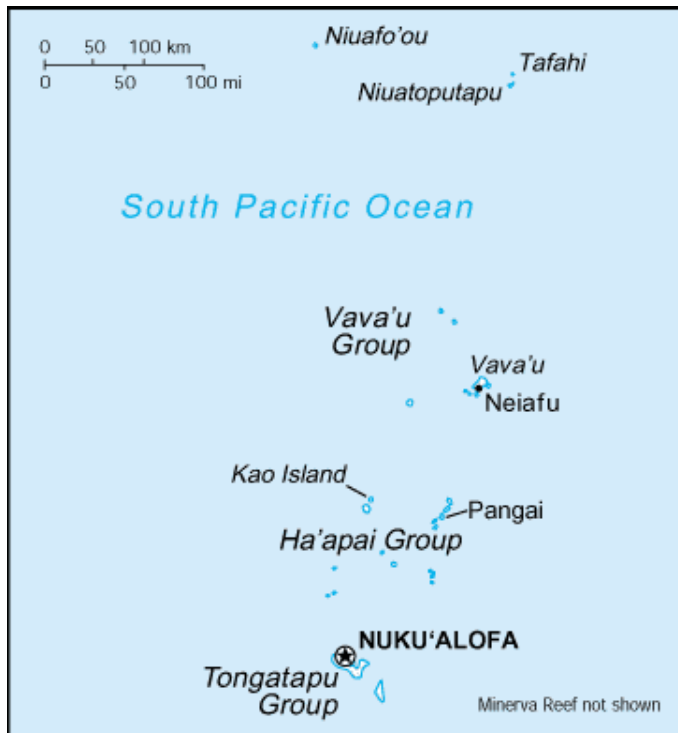 0 50 100 km
0 50 100 mi
Niuafo'ou
Tafahi
Niuatoputapu
South Pacific Ocean
Vava'u
Group
Vava'u
Neiafu
Kao Island
Pangai
Ha'apai Group
NUKU‘ALOFA
Tongatapu
Group
Minerva Reef not shown